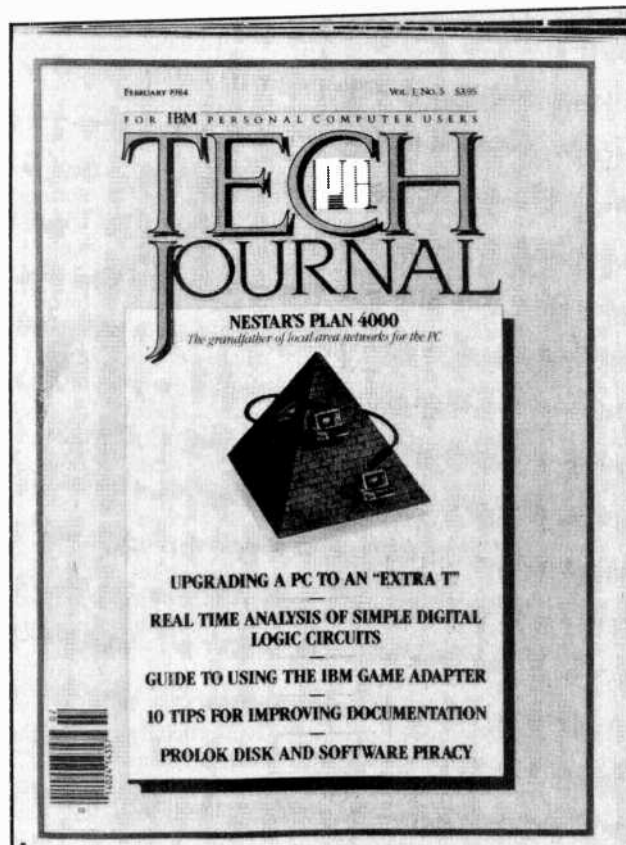 FEBRUARY 1984 VOL. 1, NO. 5 $3.95
FOR IBM PERSONAL COMPUTER USERS
PC
TECH
JOURNAL
NESTAR'S PLAN 4000
The grandfather of local-area networks for the PC
UPGRADING A PC TO AN "EXTRA T"
REAL TIME ANALYSIS OF SIMPLE DIGITAL
LOGIC CIRCUITS
GUIDE TO USING THE IBM GAME ADAPTER
10 TIPS FOR IMPROVING DOCUMENTATION
PROLOK DISK AND SOFTWARE PIRACY
02